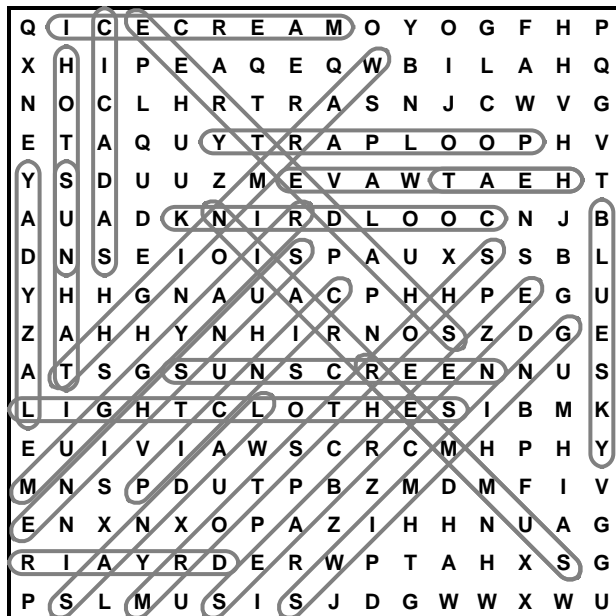 Q I C E C R E A M O Y O G F H P
X H I P E A Q E Q W B I L A H Q
N O C L H R T R A S N J C W V G
E T A Q U Y T R A P L O O P H V
Y S D U U Z M E V A W T A E H T
A U A D K N I R D L O O C N J B
D N S E I O I S P A U X S S B L
Y H H G N A U A C P H H P E G U
Z A H H Y N H I R N O S Z D G E
A T S G S U N S C R E E N N U S
L I G H T C L O T H E S I B M K
E U I V I A W S C R C M H P H Y
M N S P D U T P B Z M D M F I V
E N X N X O P A Z I H H N U A G
R I A Y R D E R W P T A H X S G
P S L M U S I S J D G W W X W U